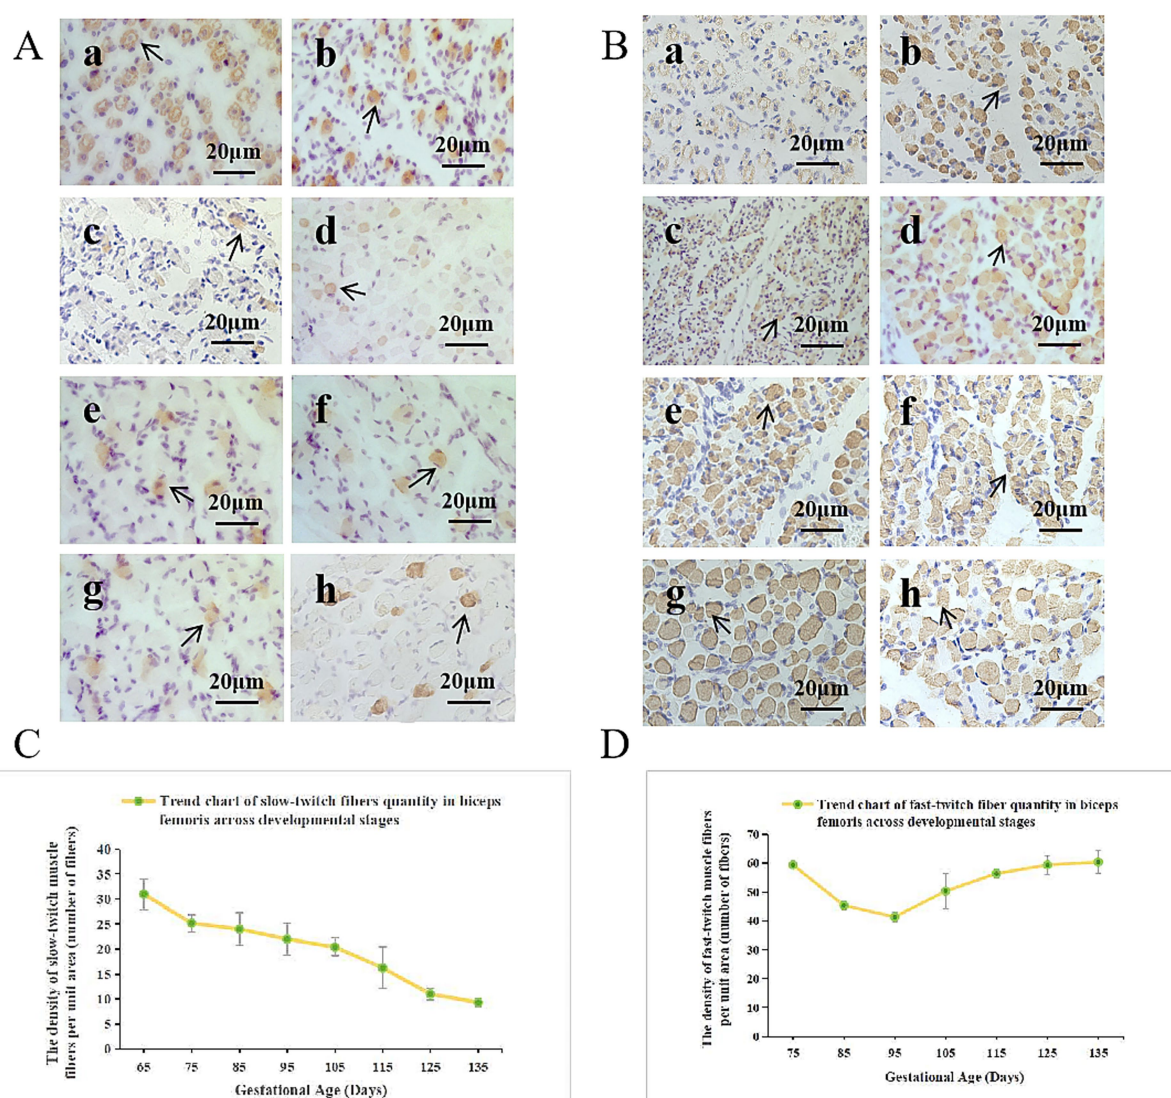 A
B
a
20μm
b
20μm
a
20μm
b
20μm
c
20μm
d
20μm
c
20μm
d
20μm
e
20μm
f
20μm
e
20μm
f
20μm
g
20μm
h
20μm
g
20μm
h
20μm
C
D
Trend chart of slow-twitch fibers quantity in biceps
femoris arcross developmental stages
The density of slow-twitch muscle
fibers per unit area (number of fibers)
40
35
30
25
20
15
10
5
0
65 75 85 95 105 115 125 135
Gestational Age (Days)
Trend chart of fast-twitch fiber quantity in biceps
femoris across developmental stages
The density of fast-twitch muscle fibers
per unit area (number of fibers)
70
60
50
40
30
20
10
0
75 85 95 105 115 125 135
Gestational Age (Days)